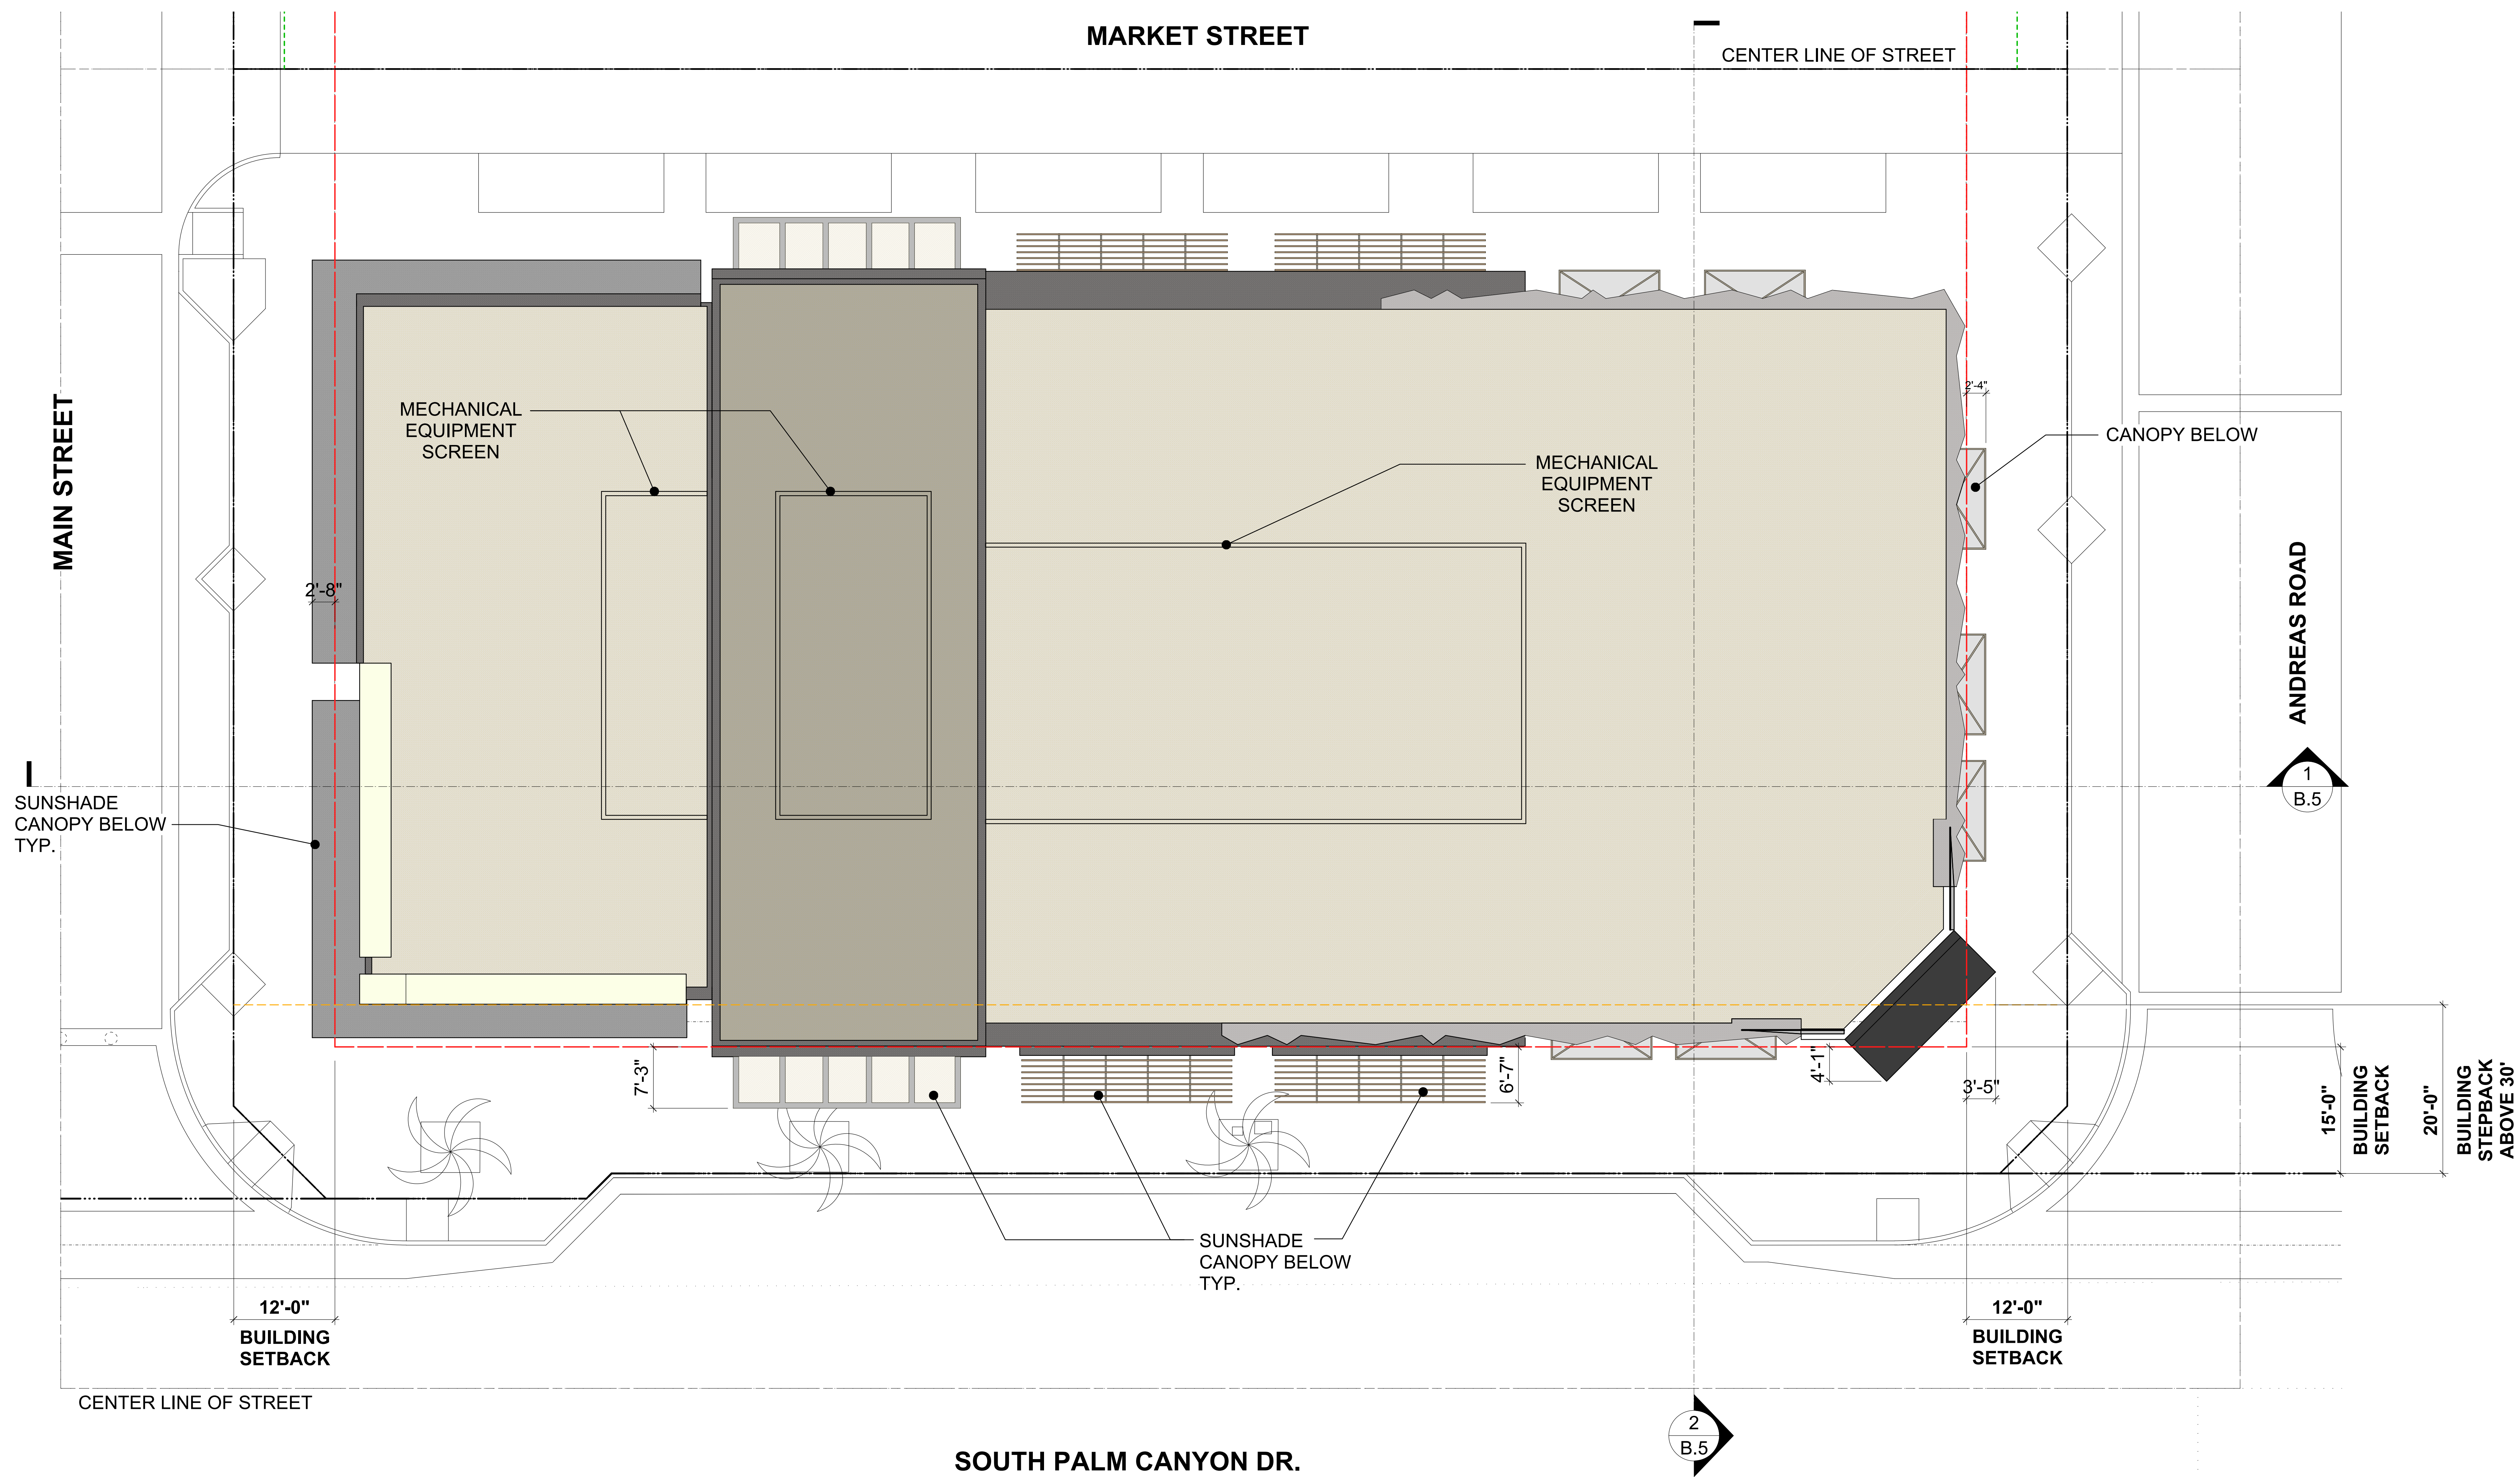 MARKET STREET
CENTER LINE OF STREET
MECHANICAL
EQUIPMENT
SCREEN
MECHANICAL
EQUIPMENT
SCREEN
2'-4"
CANOPY BELOW
MAIN STREET
2'-8"
ANDREAS ROAD
1
B.5
SUNSHADE
CANOPY BELOW
TYP.
7'-3"
6'-7"
4'-1"
3'-5"
15'-0"
BUILDING
SETBACK
20'-0"
BUILDING
STEPBACK
ABOVE 30'
SUNSHADE
CANOPY BELOW
TYP.
12'-0"
BUILDING
SETBACK
12'-0"
BUILDING
SETBACK
CENTER LINE OF STREET
2
B.5
SOUTH PALM CANYON DR.